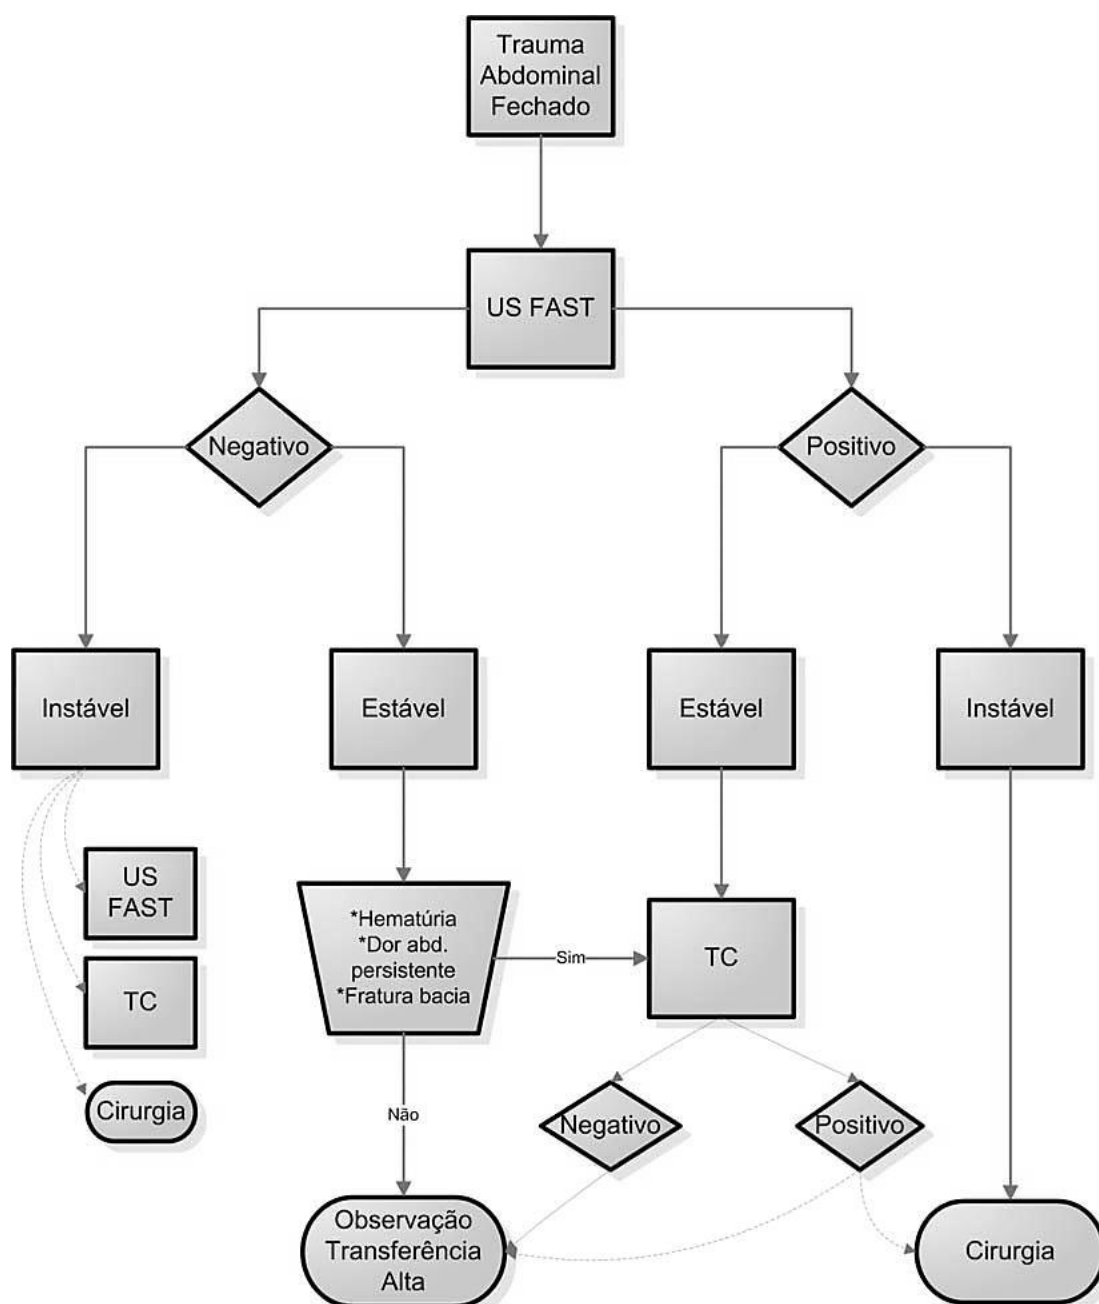 Trauma
Abdominal
Fechado
US FAST
Negativo
Positivo
Instável
Estável
Estável
Instável
US
FAST
*Hematúria
*Dor abd.
persistente
*Fratura bacia
Sim
TC
TC
Cirurgia
Não
Negativo
Positivo
Observação
Transferência
Alta
Cirurgia